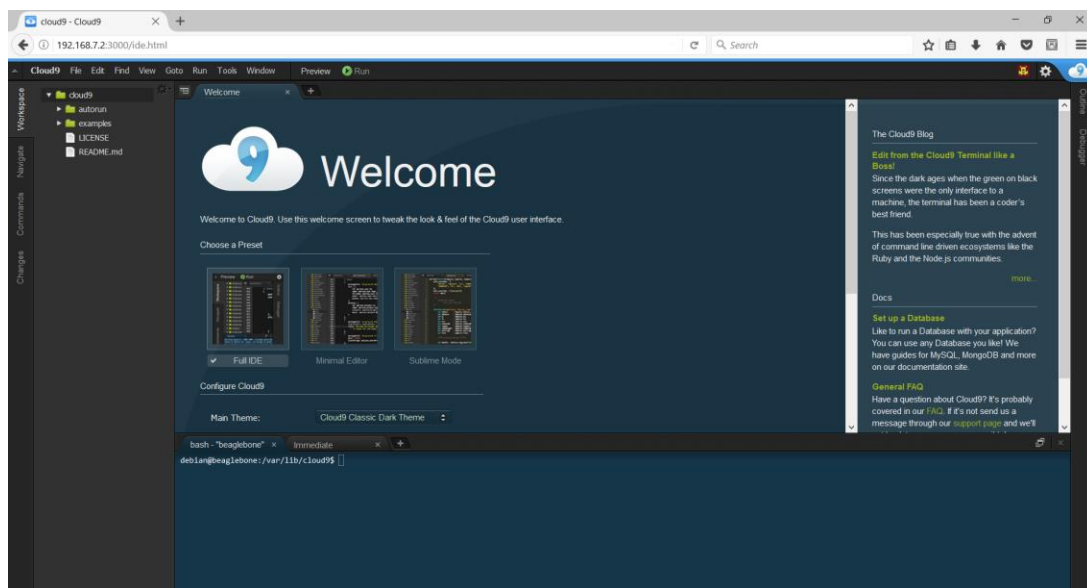 cloud9 - Cloud9
192.168.7.2:3000/ide.html
Search
Cloud9 File Edit Find View Goto Run Tools Window Preview Run
Workspace
Navigate
Commands
Changes
cloud9
autorun
examples
LICENSE
README.md
Welcome
9
Welcome
Welcome to Cloud9. Use this welcome screen to tweak the look & feel of the Cloud9 user interface.
Choose a Preset
Full IDE
Minimal Editor
Sublime Mode
Configure Cloud9
Main Theme: Cloud9 Classic Dark Theme
The Cloud9 Blog
Edit from the Cloud9 Terminal like a
Boss!
Since the dark ages when the green on black
screens were the only interface to a
machine, the terminal has been a coder's
best friend.
This has been especially true with the advent
of command line driven ecosystems like the
Ruby and the Node.js communities.
more...
Docs
Set up a Database
Like to run a Database with your application?
You can use any Database you like! We
have guides for MySQL, MongoDB and more
on our documentation site.
General FAQ
Have a question about Cloud9? It's probably
covered in our FAQ. If it's not send us a
message through our support page and we'll
Outline
Debugger
bash - "beaglebone"
Immediate
debian@beaglebone:/var/lib/cloud9$